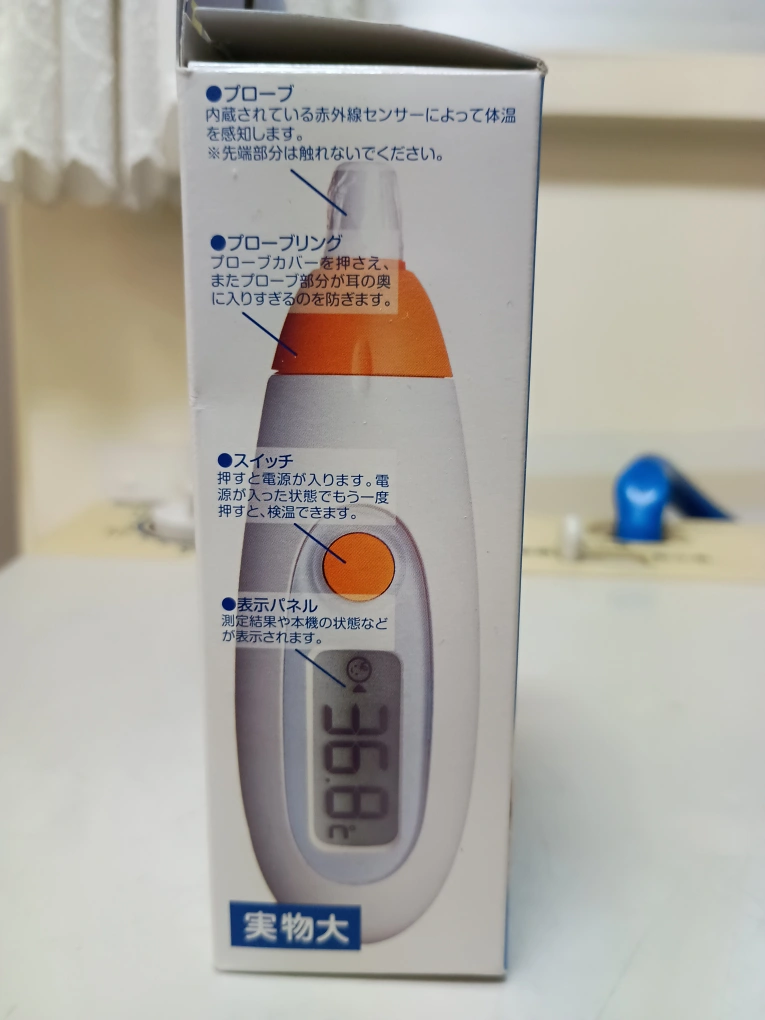 ●プローブ
内蔵されている赤外線センサーによって体温
を感知します。
※先端部分は触れないでください。
●プローブリング
プローブカバーを押さえ、
またプローブ部分が耳の奥
に入りすぎるのを防ぎます。
●スイッチ
押すと電源が入ります。電
源が入った状態でもう一度
押すと、検温できます。
●表示パネル
測定結果や本機の状態など
が表示されます。
36.8℃
実物大